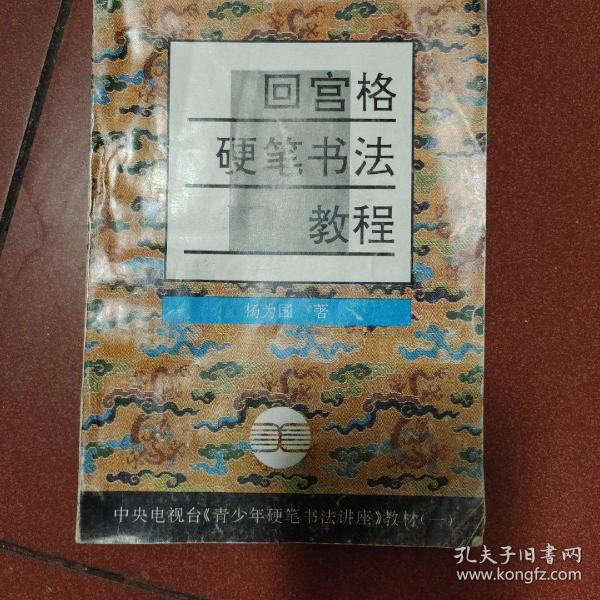 回宫格
硬笔书法
教程
杨为国 著
中央电视台《青少年硬笔书法讲座》教材(一)
孔夫子旧书网
www.kongfz.com